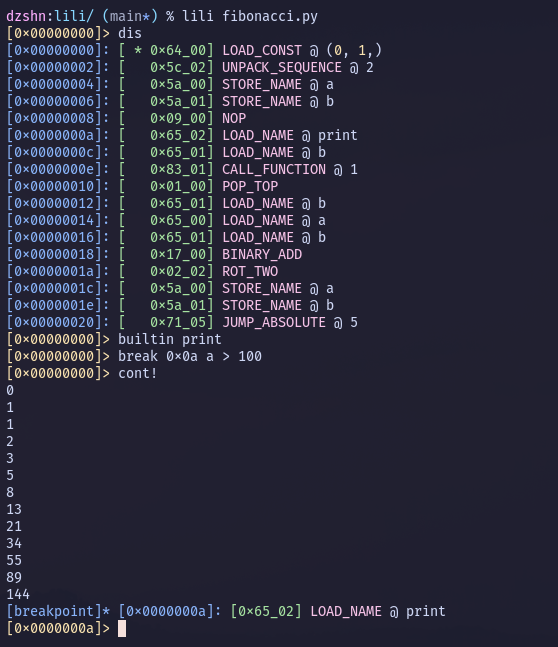 dzshn:lili/ (main*) % lili fibonacci.py
[0×00000000]> dis
[0×00000000]: [ * 0×64_00] LOAD_CONST @ (0, 1,)
[0×00000002]: [   0×5c_02] UNPACK_SEQUENCE @ 2
[0×00000004]: [   0×5a_00] STORE_NAME @ a
[0×00000006]: [   0×5a_01] STORE_NAME @ b
[0×00000008]: [   0×09_00] NOP
[0×0000000a]: [   0×65_02] LOAD_NAME @ print
[0×0000000c]: [   0×65_01] LOAD_NAME @ b
[0×0000000e]: [   0×83_01] CALL_FUNCTION @ 1
[0×00000010]: [   0×01_00] POP_TOP
[0×00000012]: [   0×65_01] LOAD_NAME @ b
[0×00000014]: [   0×65_00] LOAD_NAME @ a
[0×00000016]: [   0×65_01] LOAD_NAME @ b
[0×00000018]: [   0×17_00] BINARY_ADD
[0×0000001a]: [   0×02_02] ROT_TWO
[0×0000001c]: [   0×5a_00] STORE_NAME @ a
[0×0000001e]: [   0×5a_01] STORE_NAME @ b
[0×00000020]: [   0×71_05] JUMP_ABSOLUTE @ 5
[0×00000000]> builtin print
[0×00000000]> break 0×0a a > 100
[0×00000000]> cont!
0
1
1
2
3
5
8
13
21
34
55
89
144
[breakpoint]* [0×0000000a]: [0×65_02] LOAD_NAME @ print
[0×0000000a]>